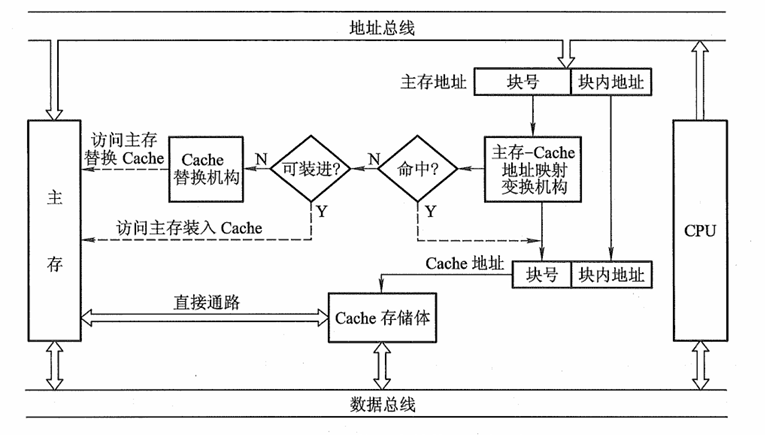 地址总线
主存地址
块号
块内地址
访问主存
替换 Cache
Cache
替换机构
N
可装进?
N
命中?
主存-Cache
地址映射
变换机构
主
存
Y
Y
CPU
访问主存装入 Cache
Cache 地址
块号
块内地址
直接通路
Cache 存储体
数据总线